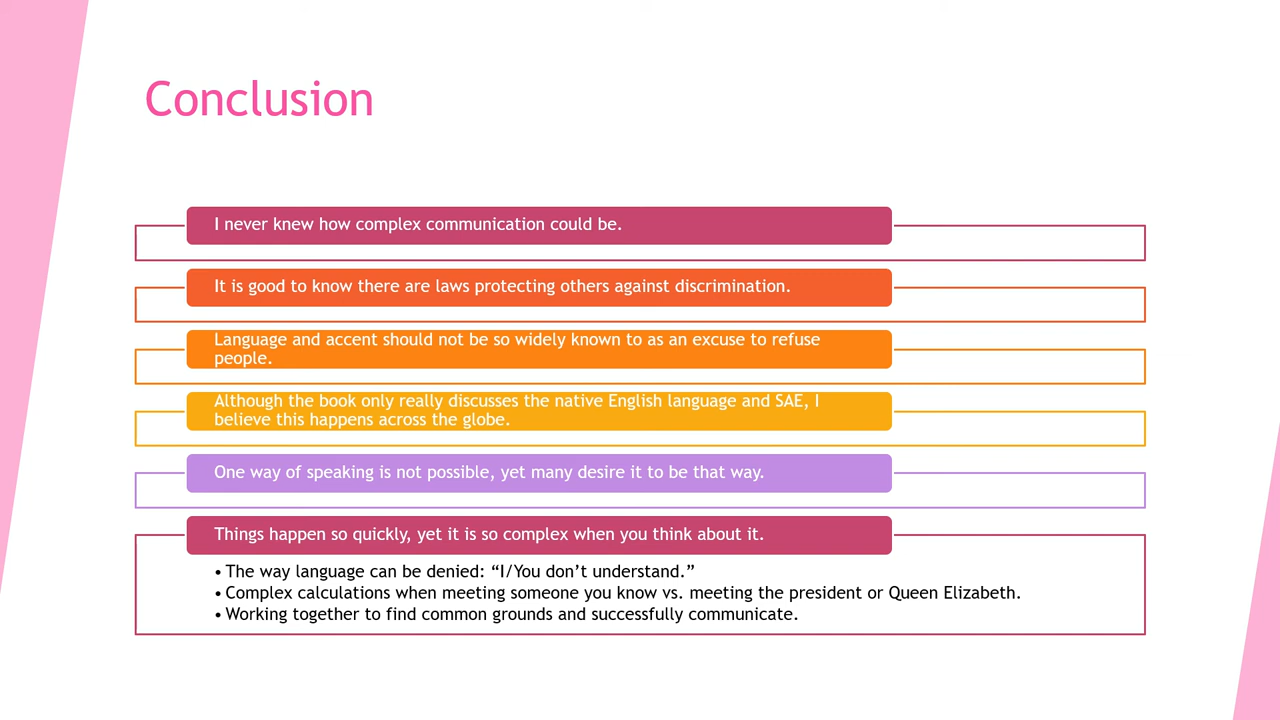 Conclusion
I never knew how complex communication could be.
It is good to know there are laws protecting others against discrimination.
Language and accent should not be so widely known to as an excuse to refuse
people.
Although the book only really discusses the native English language and SAE, I
believe this happens across the globe.
One way of speaking is not possible, yet many desire it to be that way.
Things happen so quickly, yet it is so complex when you think about it.
• The way language can be denied: “I/You don’t understand.”
• Complex calculations when meeting someone you know vs. meeting the president or Queen Elizabeth.
• Working together to find common grounds and successfully communicate.